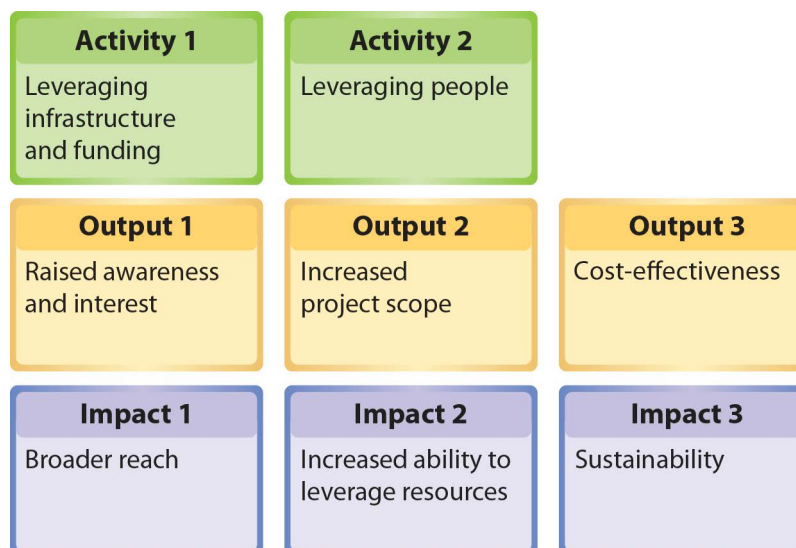 Activity 1
Leveraging
infrastructure
and funding
Activity 2
Leveraging people
Output 1
Raised awareness
and interest
Output 2
Increased
project scope
Output 3
Cost-effectiveness
Impact 1
Broader reach
Impact 2
Increased ability to
leverage resources
Impact 3
Sustainability